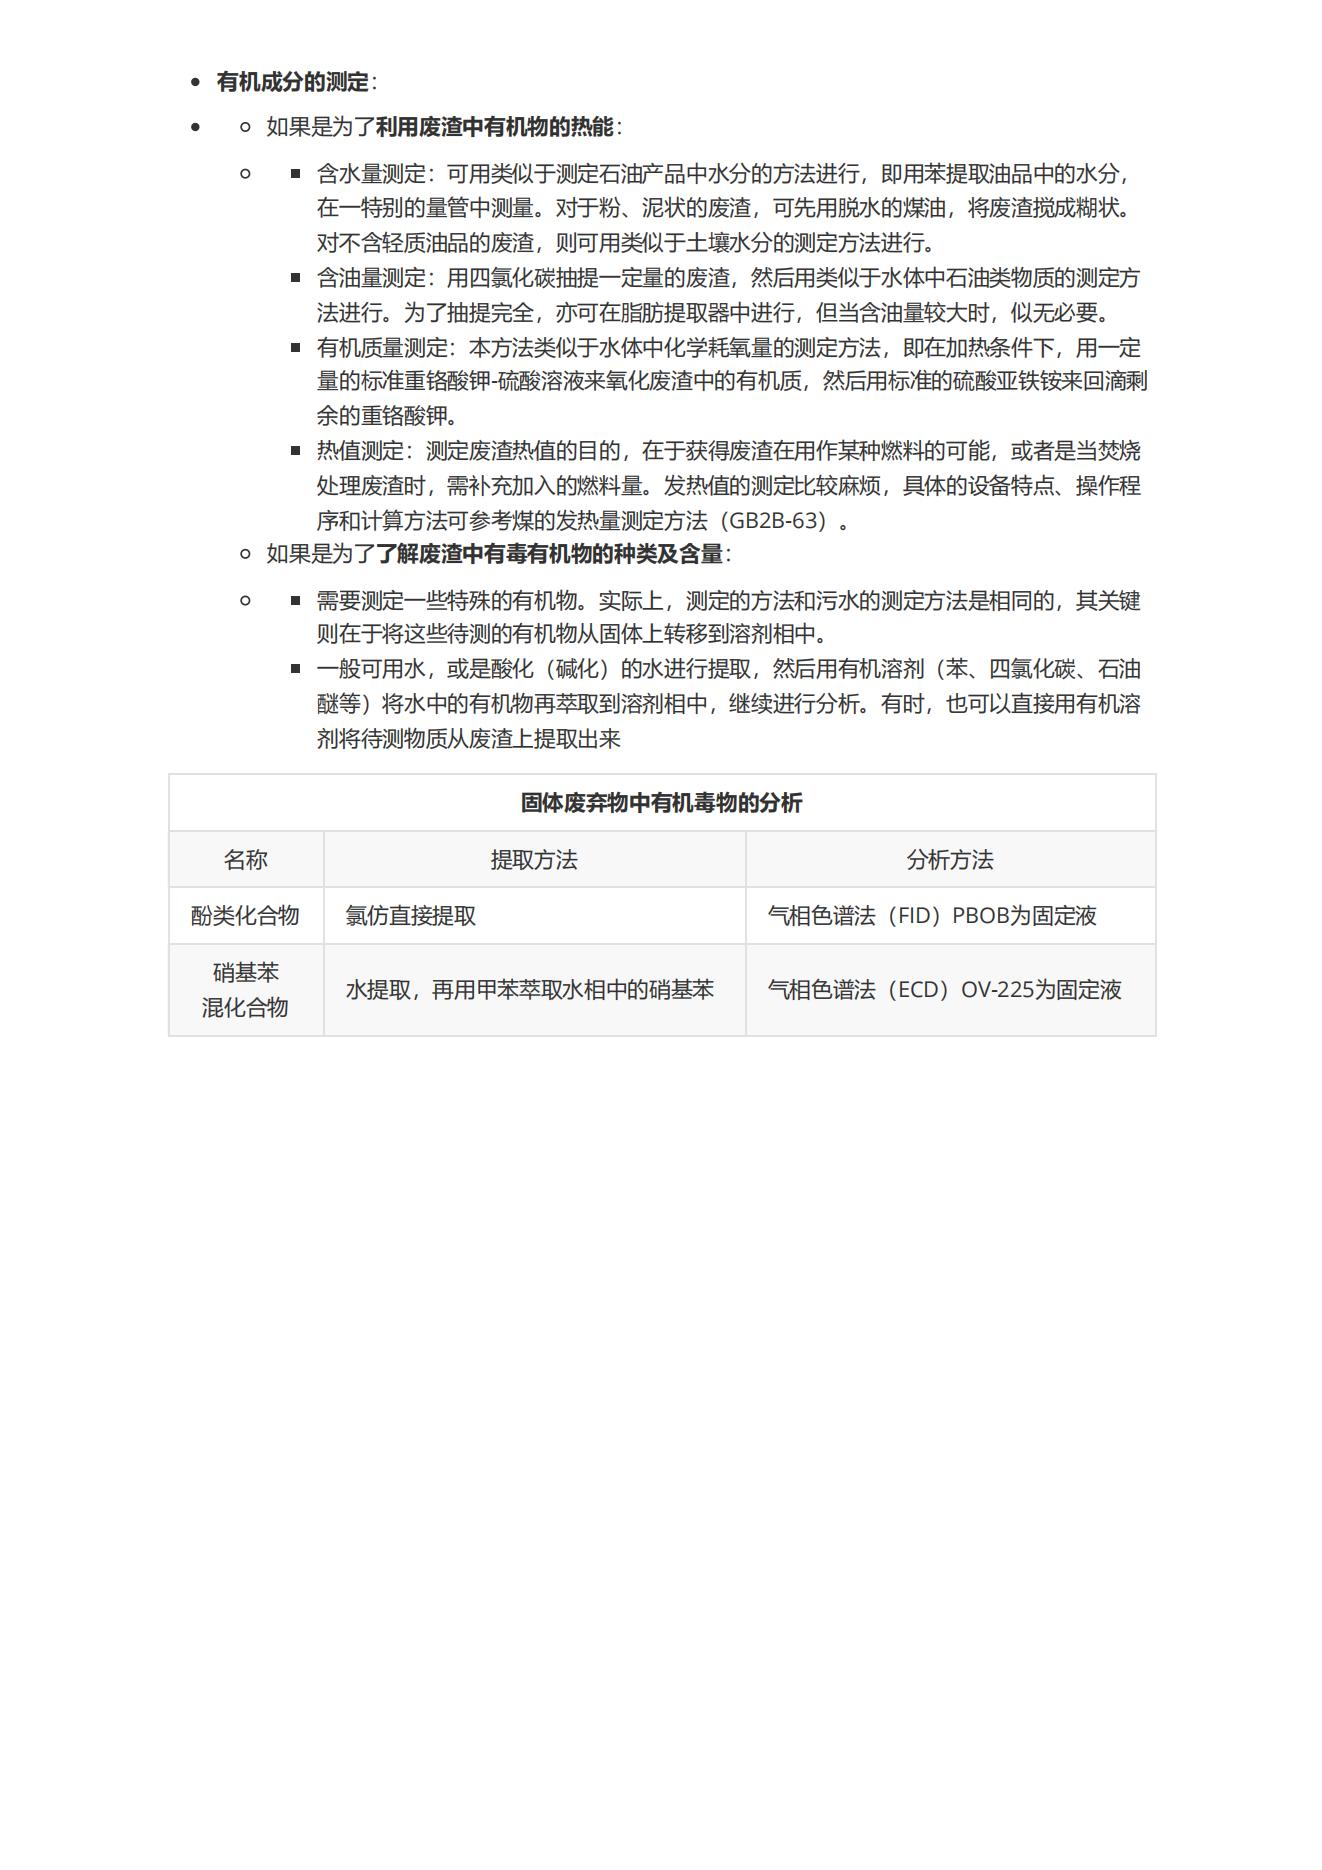 有机成分的测定：
如果是为了利用废渣中有机物的热能：
含水量测定：可用类似于测定石油产品中水分的方法进行，即用苯提取油品中的水分，
在一特别的量管中测量。对于粉、泥状的废渣，可先用脱水的煤油，将废渣搅成糊状。
对不含轻质油品的废渣，则可用类似于土壤水分的测定方法进行。
含油量测定：用四氯化碳抽提一定量的废渣，然后用类似于水体中石油类物质的测定方
法进行。为了抽提完全，亦可在脂肪提取器中进行，但当含油量较大时，似无必要。
有机质量测定：本方法类似于水体中化学耗氧量的测定方法，即在加热条件下，用一定
量的标准重铬酸钾-硫酸溶液来氧化废渣中的有机质，然后用标准的硫酸亚铁铵来回滴剩
余的重铬酸钾。
热值测定：测定废渣热值的目的，在于获得废渣在用作某种燃料的可能，或者是当焚烧
处理废渣时，需补充加入的燃料量。发热值的测定比较麻烦，具体的设备特点、操作程
序和计算方法可参考煤的发热量测定方法（GB2B-63）。
如果是为了了解废渣中有毒有机物的种类及含量：
需要测定一些特殊的有机物。实际上，测定的方法和污水的测定方法是相同的，其关键
则在于将这些待测的有机物从固体上转移到溶剂相中。
一般可用水，或是酸化（碱化）的水进行提取，然后用有机溶剂（苯、四氯化碳、石油
醚等）将水中的有机物再萃取到溶剂相中，继续进行分析。有时，也可以直接用有机溶
剂将待测物质从废渣上提取出来
固体废弃物中有机毒物的分析
名称 提取方法 分析方法
酚类化合物 氯仿直接提取 气相色谱法（FID）PBOB为固定液
硝基苯
混化合物 水提取，再用甲苯萃取水相中的硝基苯 气相色谱法（ECD）OV-225为固定液